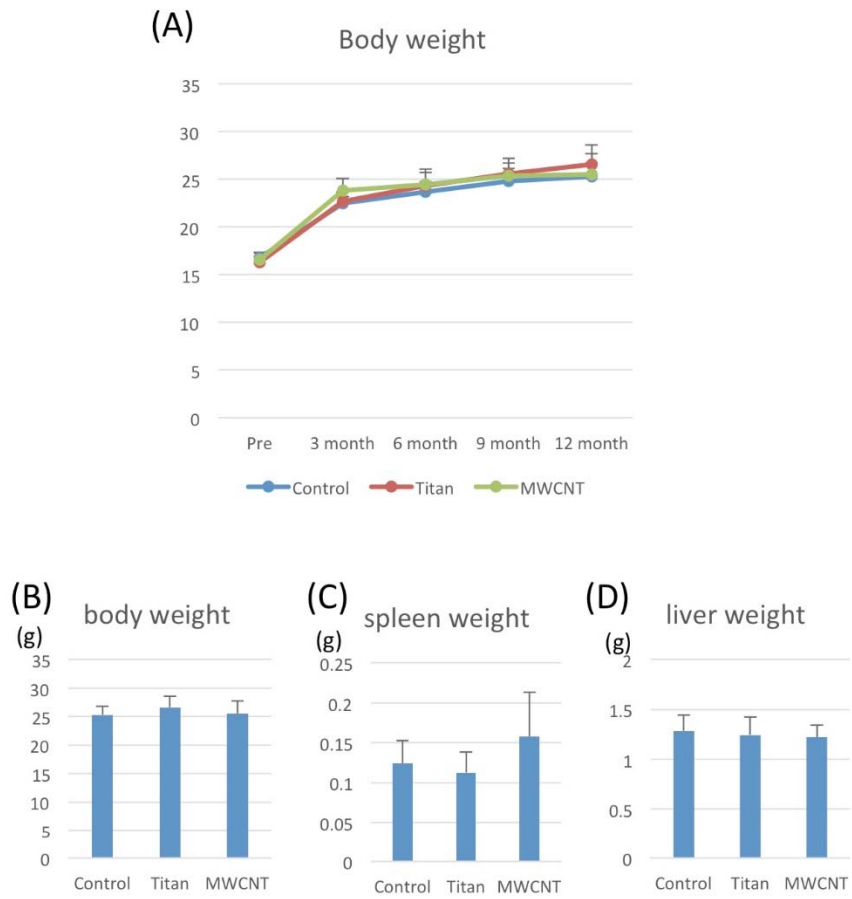 (A)
Body weight
35
30
25
20
15
10
5
0
Pre 3 month 6 month 9 month 12 month
Control Titan MWCNT
(B)
body weight
(g)
35
30
25
20
15
10
5
0
Control Titan MWCNT
(C)
spleen weight
(g)
0.25
0.2
0.15
0.1
0.05
0
Control Titan MWCNT
(D)
liver weight
(g)
2
1.5
1
0.5
0
Control Titan MWCNT